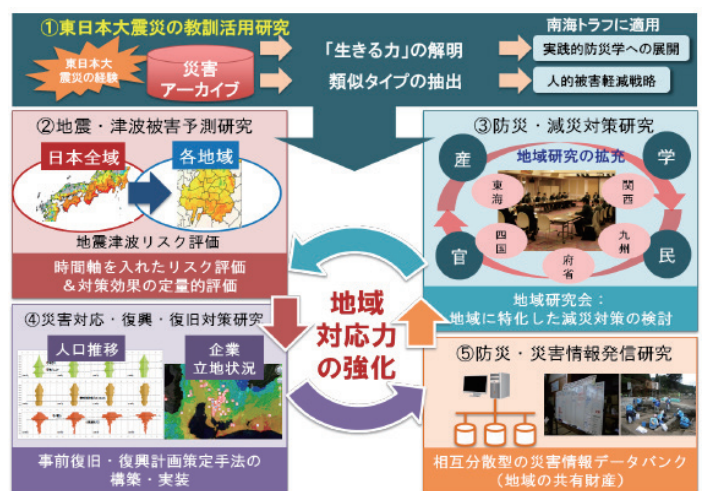 ①東日本大震災の教訓活用研究
東日本大
震災の経験
災害
アーカイブ
「生きる力」の解明
類似タイプの抽出
南海トラフに適用
実践的防災学への展開
人的被害軽減戦略
②地震・津波被害予測研究
日本全域
各地域
地震津波リスク評価
時間軸を入れたリスク評価
&対策効果の定量的評価
③防災・減災対策研究
地域研究の拡充
産
学
官
民
東海
関西
四国
九州
府省
地域研究会:
地域に特化した減災対策の検討
地域
対応力
の強化
④災害対応・復興・復旧対策研究
人口推移
企業
立地状況
事前復旧・復興計画策定手法の
構築・実装
⑤防災・災害情報発信研究
相互分散型の災害情報データバンク
(地域の共有財産)